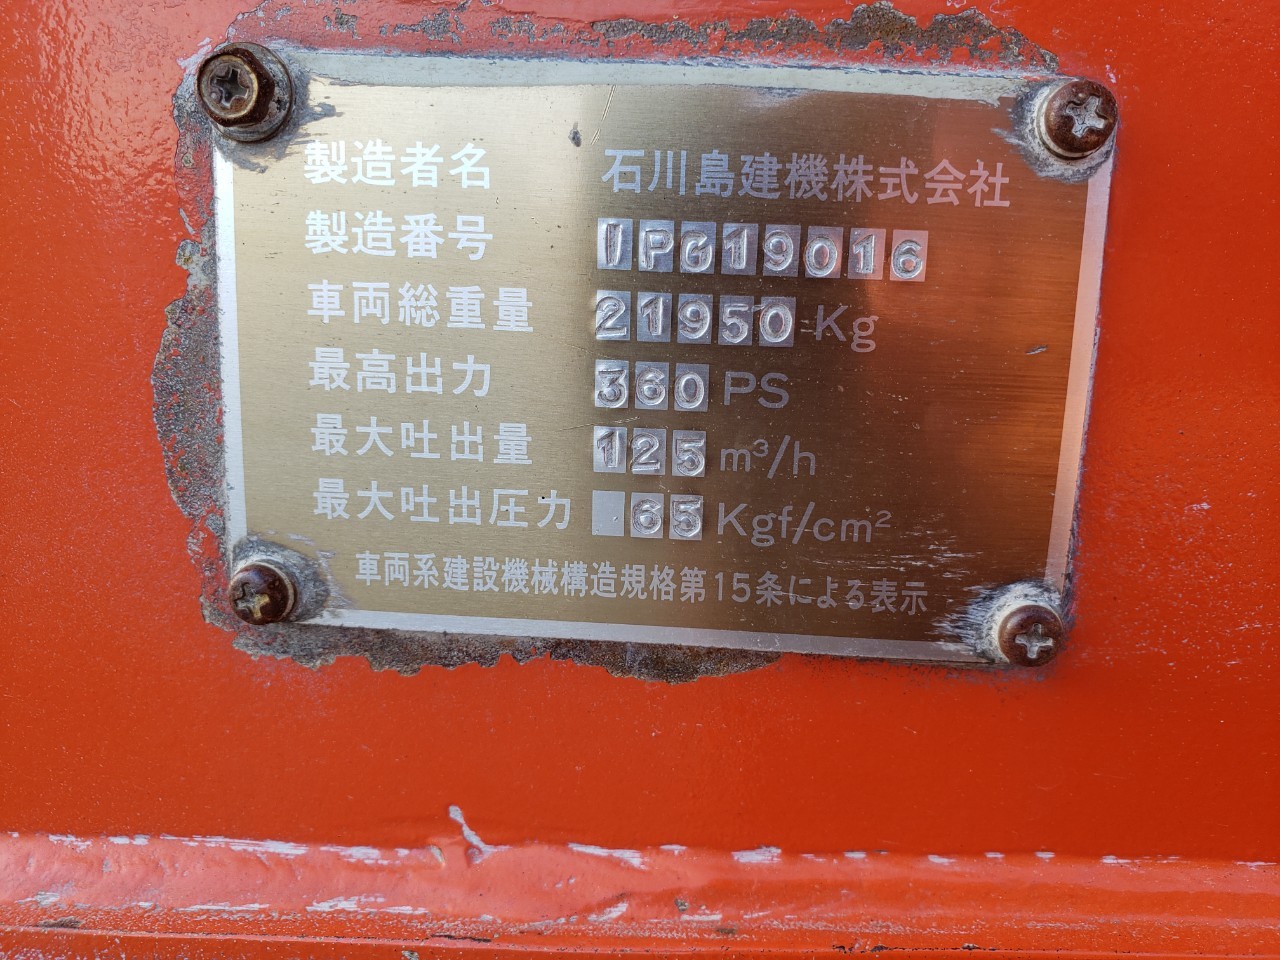 製造者名 石川島建機株式会社
製造番号 IPG19016
車両総重量 21950 Kg
最高出力 360 PS
最大吐出量 125 m³/h
最大吐出圧力 65 Kgf/cm²
車両系建設機械構造規格第15条による表示